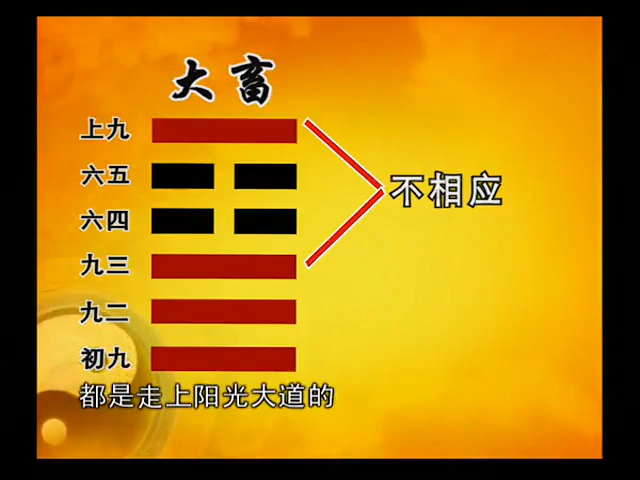 大畜
上九
六五
不相应
六四
九三
九二
初九
都是走上阳光大道的